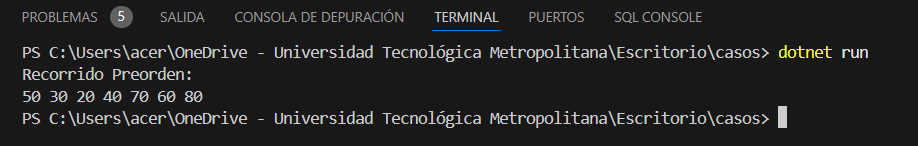 PROBLEMAS 5 SALIDA CONSOLA DE DEPURACIÓN TERMINAL PUERTOS SQL CONSOLE
PS C:\Users\acer\OneDrive - Universidad Tecnológica Metropolitana\Escritorio\casos> dotnet run
Recorrido Preorden:
50 30 20 40 70 60 80
PS C:\Users\acer\OneDrive - Universidad Tecnológica Metropolitana\Escritorio\casos>